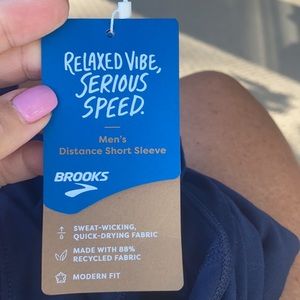 RELAXED VIBE,
SERIOUS
SPEED.
Men's
Distance Short Sleeve
BROOKS
SWEAT-WICKING,
QUICK-DRYING FABRIC
MADE WITH 88%
RECYCLED FABRIC
MODERN FIT